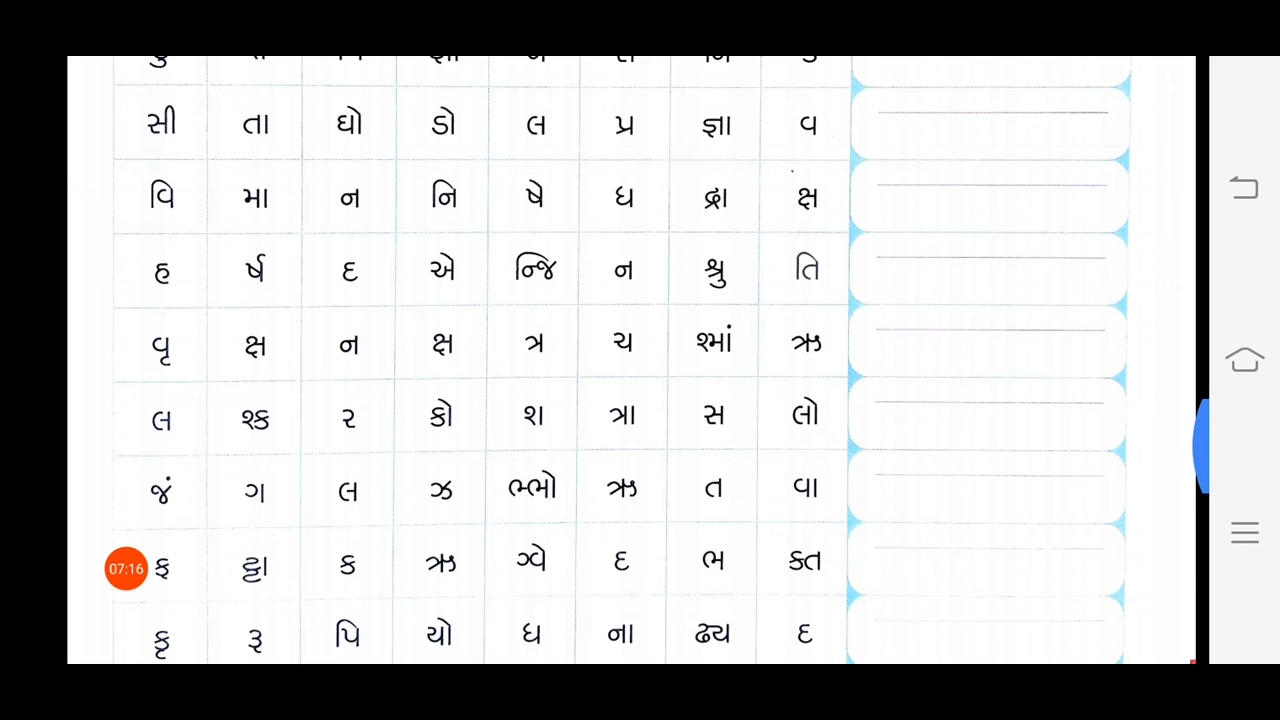 સી તા ઘો ડો લ પ્ર જ્ઞા વ
વિ મા ન નિ ષે ધ દ્રા ક્ષ
હ ર્ષ દ એ ન્જિ ન શ્રુ તિ
વૃ ક્ષ ન ક્ષ ત્ર ચ શ્માં ઋ
લ શ્ક ર કો શ ત્રા સ લો
જં ગ લ ઝ ભ્ભો ઋ ત વા
07:16 ફ ટ્ટા ક ઋ ગ્વે દ ભ ક્ત
કૃ રૂ પિ યો ધ ના ઢ્ય દ